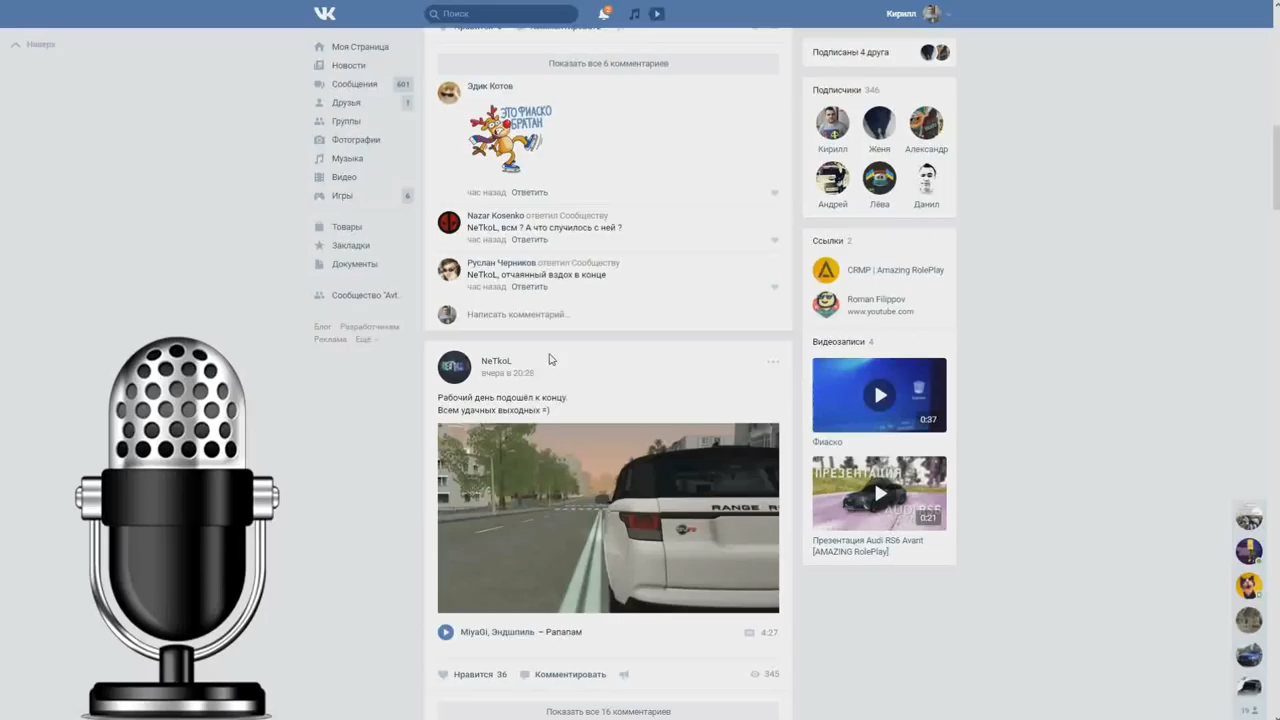 Поиск
2
Кирилл
Наверх
Моя Страница
Новости
Сообщения 601
Друзья 1
Группы
Фотографии
Музыка
Видео
Игры 6
Товары
Закладки
Документы
Сообщество "Avt..
Блог Разработчикам
Реклама Ещё
Показать все 6 комментариев
Эдик Котов
ЭТО ФИАСКО
БРАТАН
час назад Ответить
Nazar Kosenko ответил Сообществу
NeTkoL, всм ? А что случилось с ней ?
час назад Ответить
Руслан Черников ответил Сообществу
NeTkoL, отчаянный вздох в конце
час назад Ответить
Написать комментарий...
NeTkoL
вчера в 20:28
Рабочий день подошёл к концу.
Всем удачных выходных =)
RANGE R
MiyaGi, Эндшпиль – Рапапам
4:27
Нравится 36 Комментировать
345
Показать все 16 комментариев
Подписаны 4 друга
Подписчики 346
Кирилл Женя Александр
Андрей Лёва Данил
Ссылки 2
CRMP | Amazing RolePlay
Roman Filippov
www.youtube.com
Видеозаписи 4
0:37
Фиаско
ПРЕЗЕНТАЦИЯ
0:21
Презентация Audi RS6 Avant
[AMAZING RolePlay]